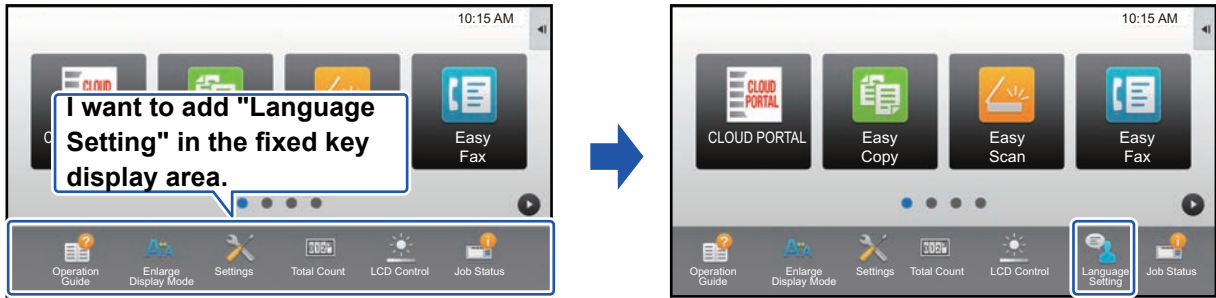 10:15 AM
CLOUD
I want to add "Language
Setting" in the fixed key
display area.
Easy
Fax
Operation
Guide
Enlarge
Display Mode
Settings
Total Count
LCD Control
Job Status
10:15 AM
CLOUD
PORTAL
CLOUD PORTAL
Easy
Copy
Easy
Scan
Easy
Fax
Operation
Guide
Enlarge
Display Mode
Settings
Total Count
LCD Control
Language
Setting
Job Status